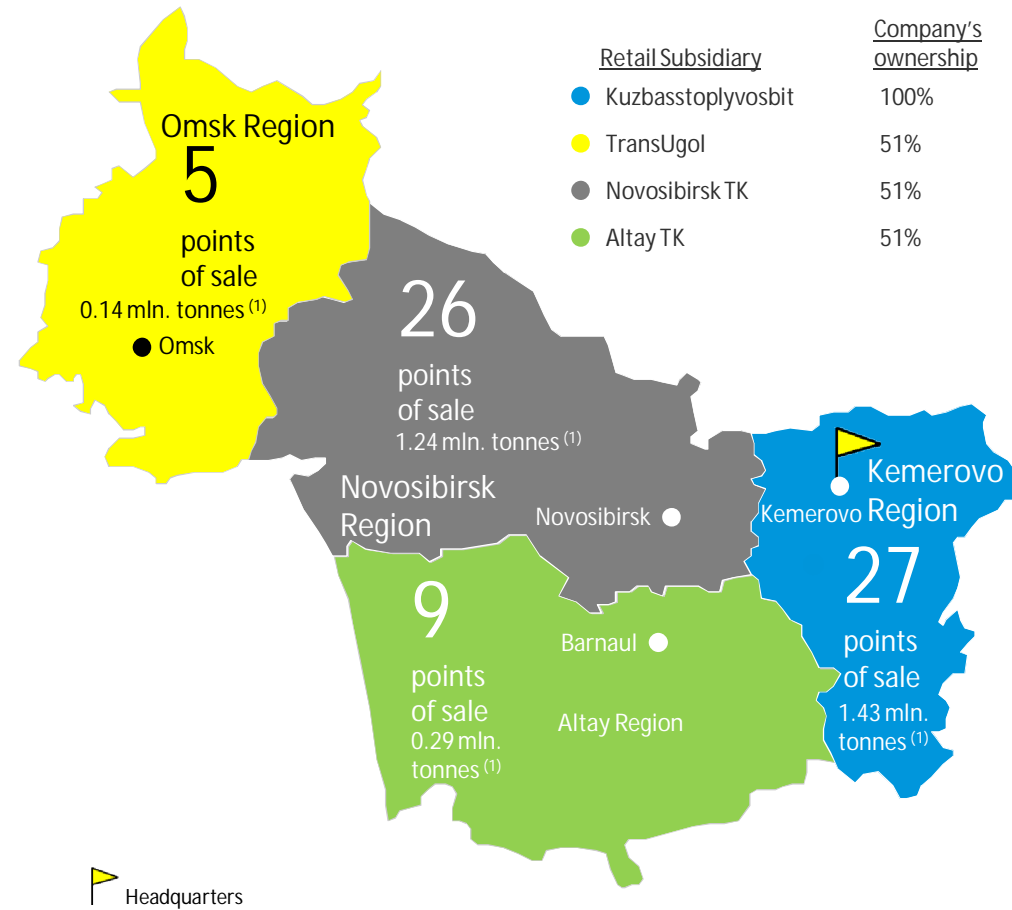 Company's
ownership
Retail Subsidiary
Kuzbasstoplyvosbit 100%
TransUgol 51%
Novosibirsk TK 51%
Altay TK 51%
Omsk Region
5
points
of sale
0.14 mln. tonnes (1)
Omsk
26
points
of sale
1.24 mln. tonnes (1)
Novosibirsk
Region
Novosibirsk
Kemerovo
Region
Kemerovo
27
points
of sale
1.43 mln.
tonnes (1)
9
points
of sale
0.29 mln.
tonnes (1)
Barnaul
Altay Region
Headquarters